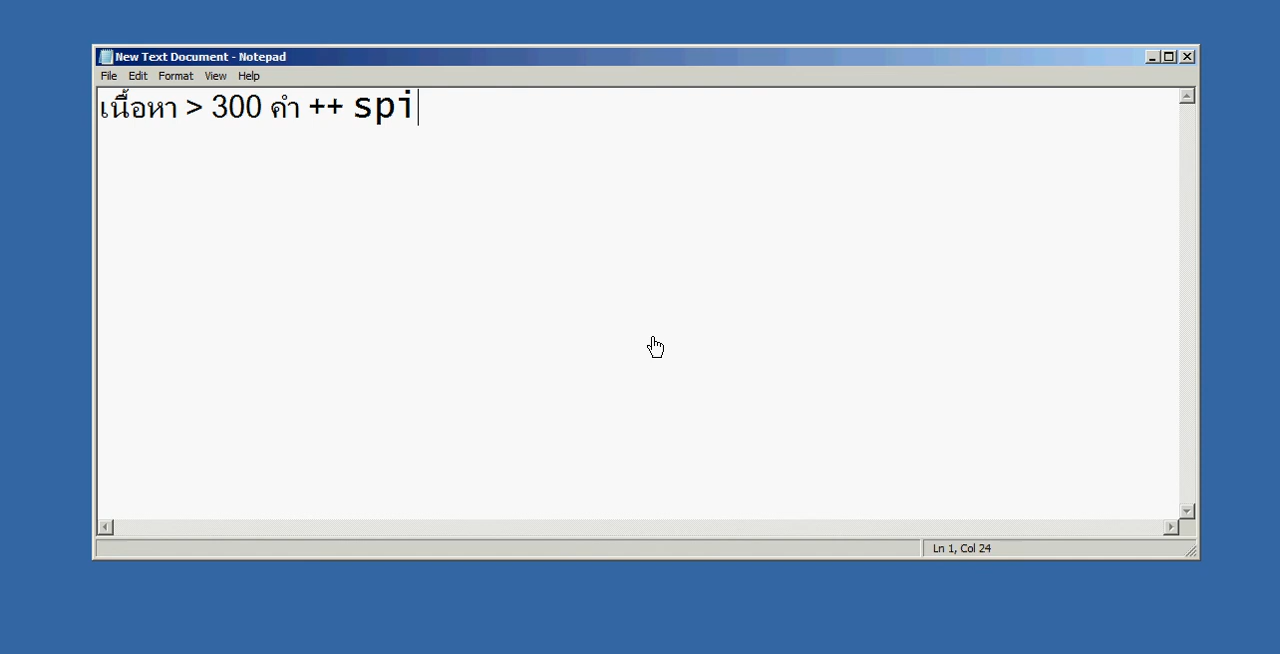 New Text Document - Notepad
File Edit Format View Help
เนื้อหา > 300 คำ ++ spi
Ln 1, Col 24